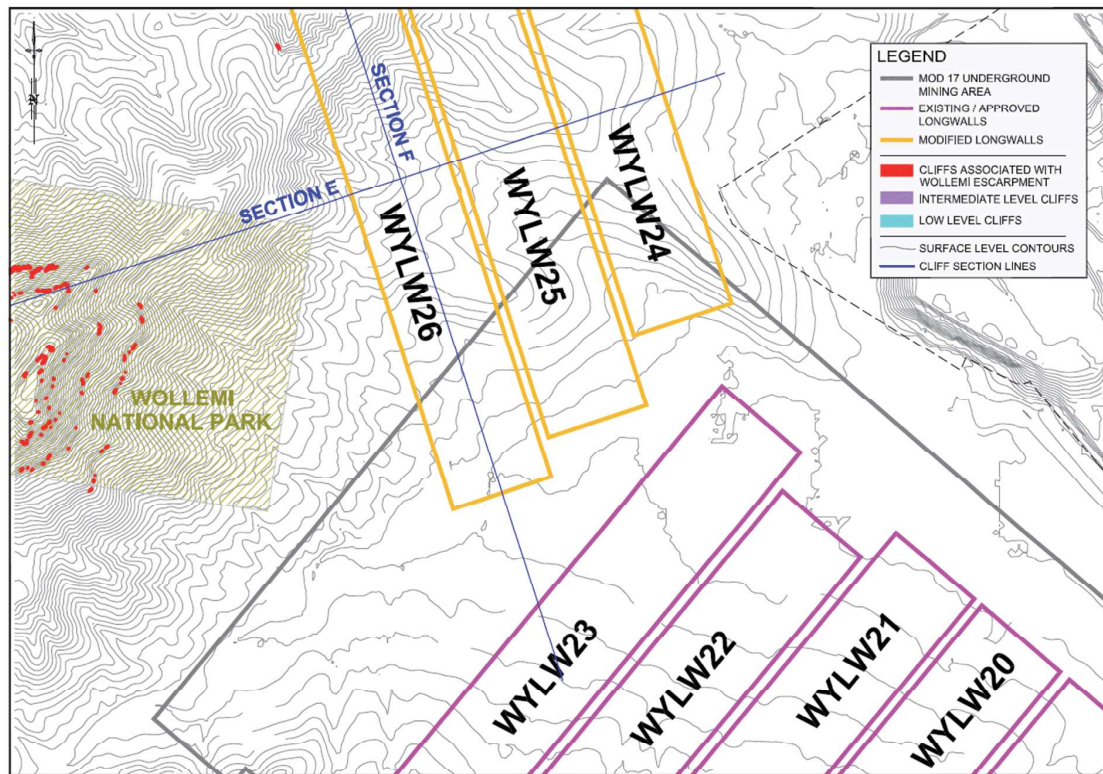 LEGEND
MOD 17 UNDERGROUND
MINING AREA
EXISTING / APPROVED
LONGWALLS
MODIFIED LONGWALLS
CLIFFS ASSOCIATED WITH
WOLLEMI ESCARPMENT
INTERMEDIATE LEVEL CLIFFS
LOW LEVEL CLIFFS
SURFACE LEVEL CONTOURS
CLIFF SECTION LINES
SECTION F
SECTION E
WYLW24
WYLW25
WYLW26
WOLLEMI
NATIONAL PARK
WYLW23
WYLW22
WYLW21
WYLW20